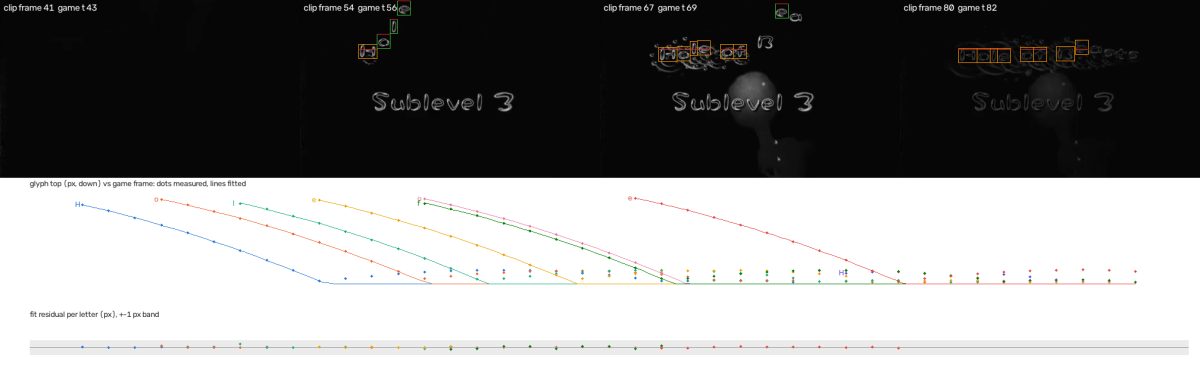 clip frame 41 game t 43
clip frame 54 game t 56
clip frame 67 game t 69
clip frame 80 game t 82
Sublevel 3
Sublevel 3
Sublevel 3
glyph top (px, down) vs game frame: dots measured, lines fitted
H
o
l
e
f
e
H
fit residual per letter (px), +-1 px band